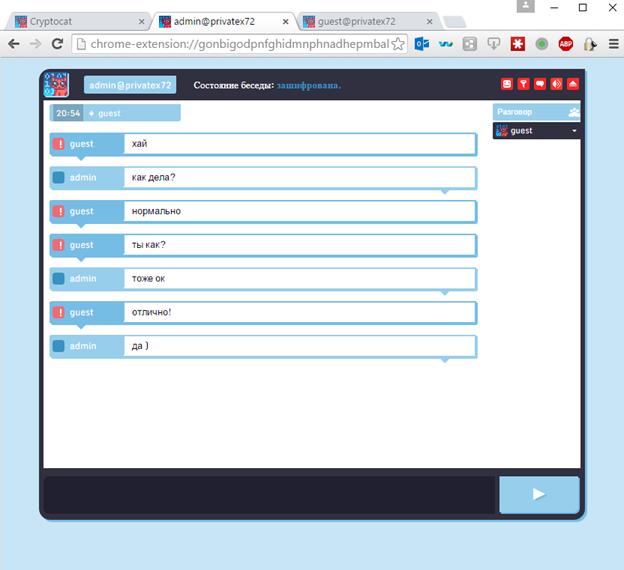 Cryptocat
admin@privatex72
guest@privatex72
chrome-extension://gonbigodpnfghidmnphnadhepmbal
ABP
admin@privatex72 Состояние беседы: зашифрована.
20:54 guest
Разговор
guest
guest хай
admin как дела?
guest нормально
guest ты как?
admin тоже ок
guest отлично!
admin да )